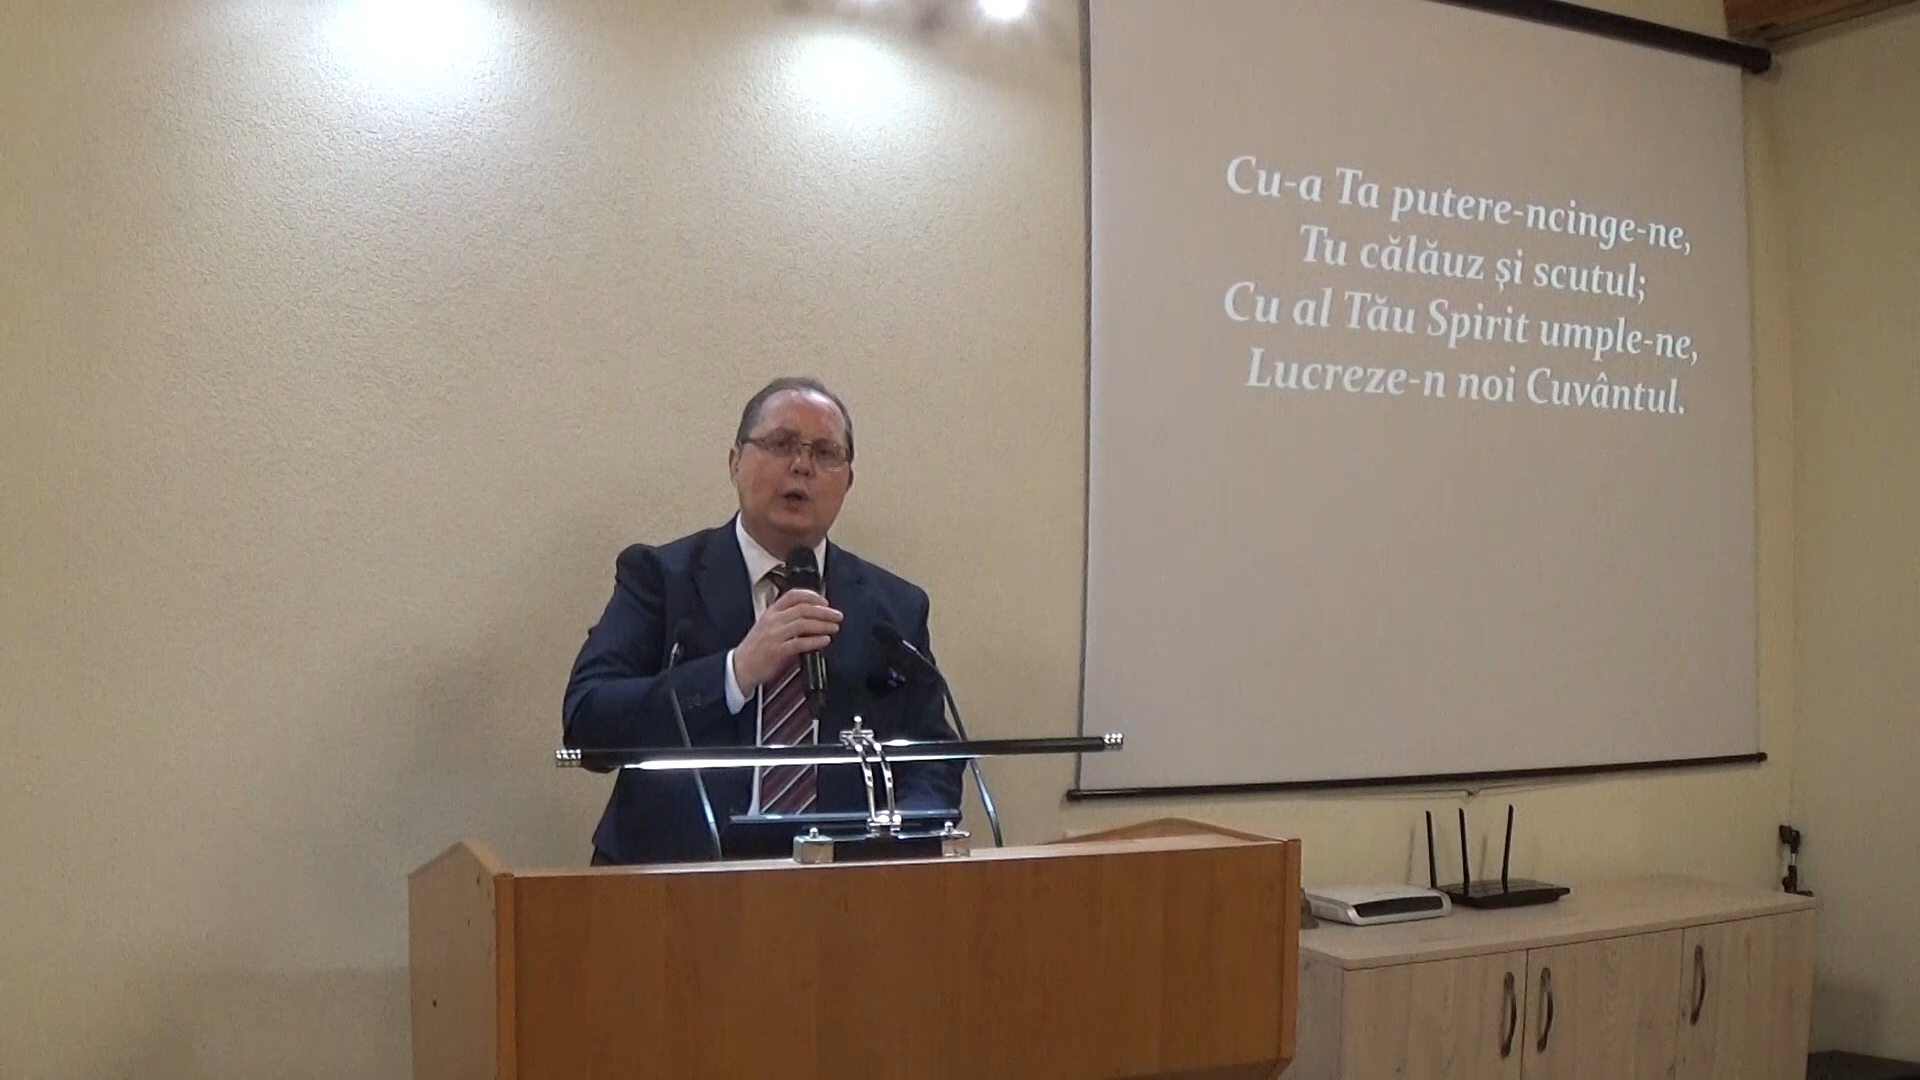 Cu-a Ta putere-ncinge-ne,
Tu călăuz și scutul;
Cu al Tău Spirit umple-ne,
Lucreze-n noi Cuvântul.